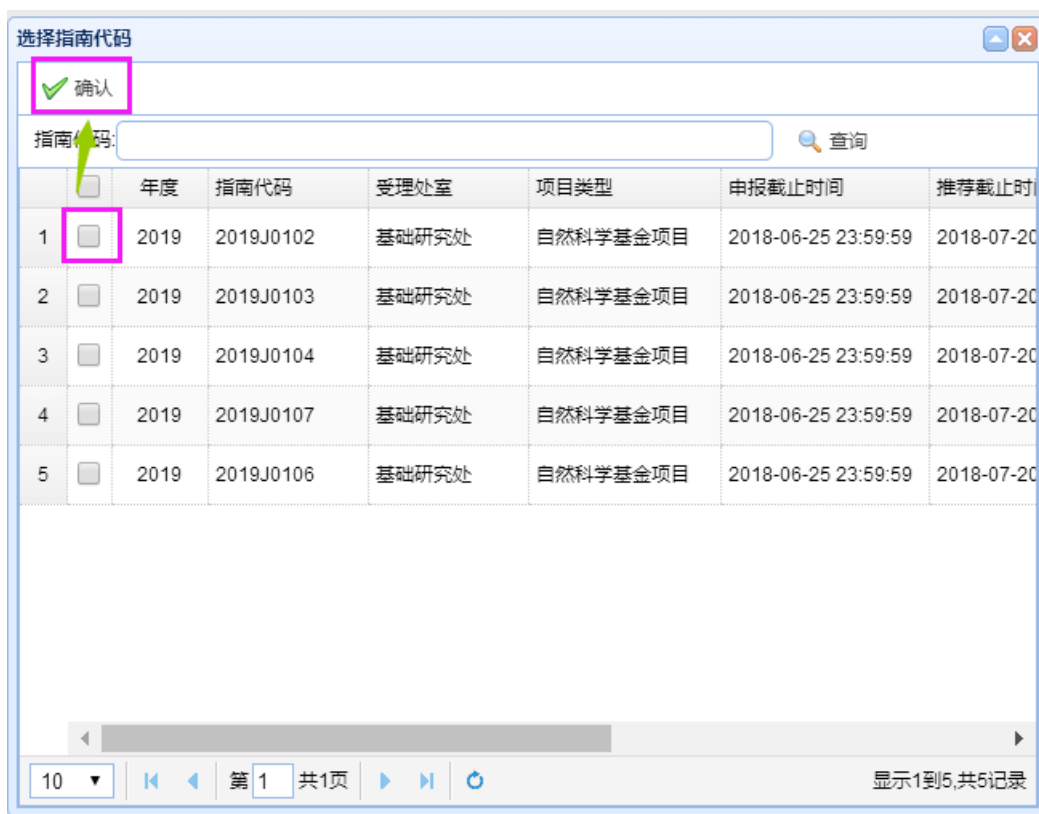 选择指南代码
确认
指南代码: 查询
年度 指南代码 受理处室 项目类型 申报截止时间 推荐截止时
1 2019 2019J0102 基础研究处 自然科学基金项目 2018-06-25 23:59:59 2018-07-20
2 2019 2019J0103 基础研究处 自然科学基金项目 2018-06-25 23:59:59 2018-07-20
3 2019 2019J0104 基础研究处 自然科学基金项目 2018-06-25 23:59:59 2018-07-20
4 2019 2019J0107 基础研究处 自然科学基金项目 2018-06-25 23:59:59 2018-07-20
5 2019 2019J0106 基础研究处 自然科学基金项目 2018-06-25 23:59:59 2018-07-20
10 第 1 共1页 显示1到5,共5记录